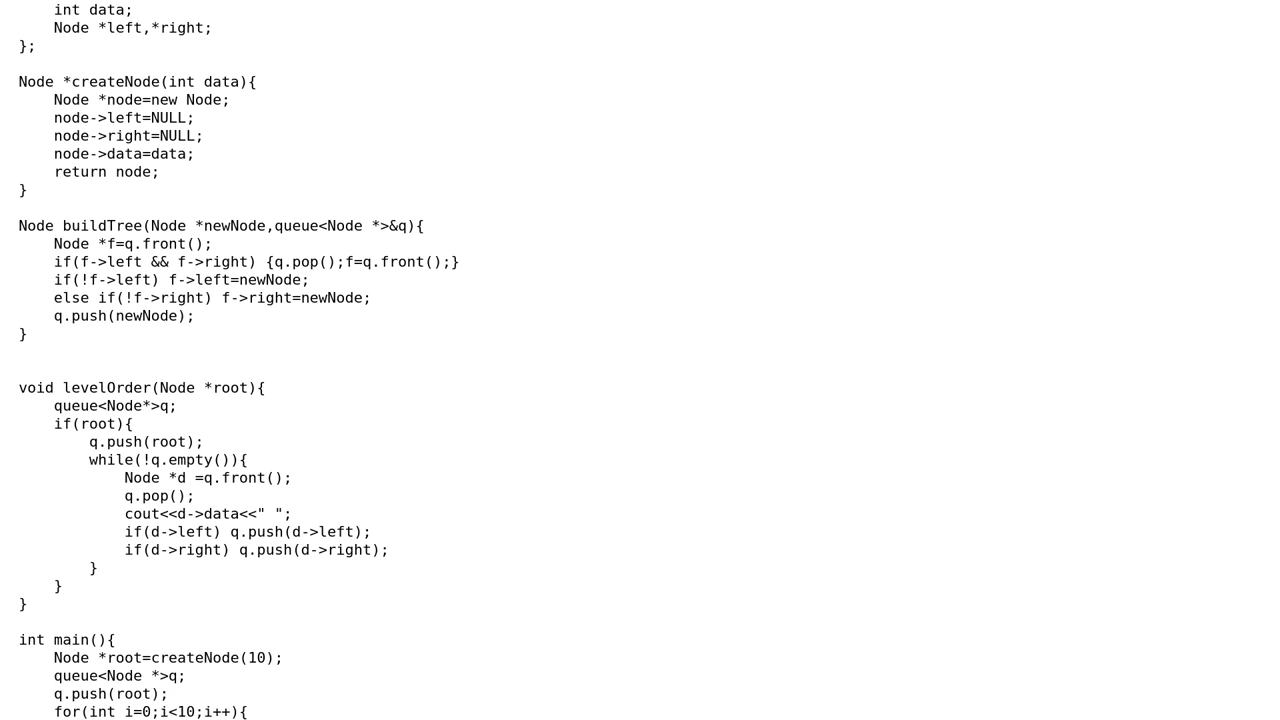 int data;
    Node *left,*right;
};

Node *createNode(int data){
    Node *node=new Node;
    node->left=NULL;
    node->right=NULL;
    node->data=data;
    return node;
}

Node buildTree(Node *newNode,queue<Node *>&q){
    Node *f=q.front();
    if(f->left && f->right) {q.pop();f=q.front();}
    if(!f->left) f->left=newNode;
    else if(!f->right) f->right=newNode;
    q.push(newNode);
}


void levelOrder(Node *root){
    queue<Node*>q;
    if(root){
        q.push(root);
        while(!q.empty()){
            Node *d =q.front();
            q.pop();
            cout<<d->data<<" ";
            if(d->left) q.push(d->left);
            if(d->right) q.push(d->right);
        }
    }
}

int main(){
    Node *root=createNode(10);
    queue<Node *>q;
    q.push(root);
    for(int i=0;i<10;i++){